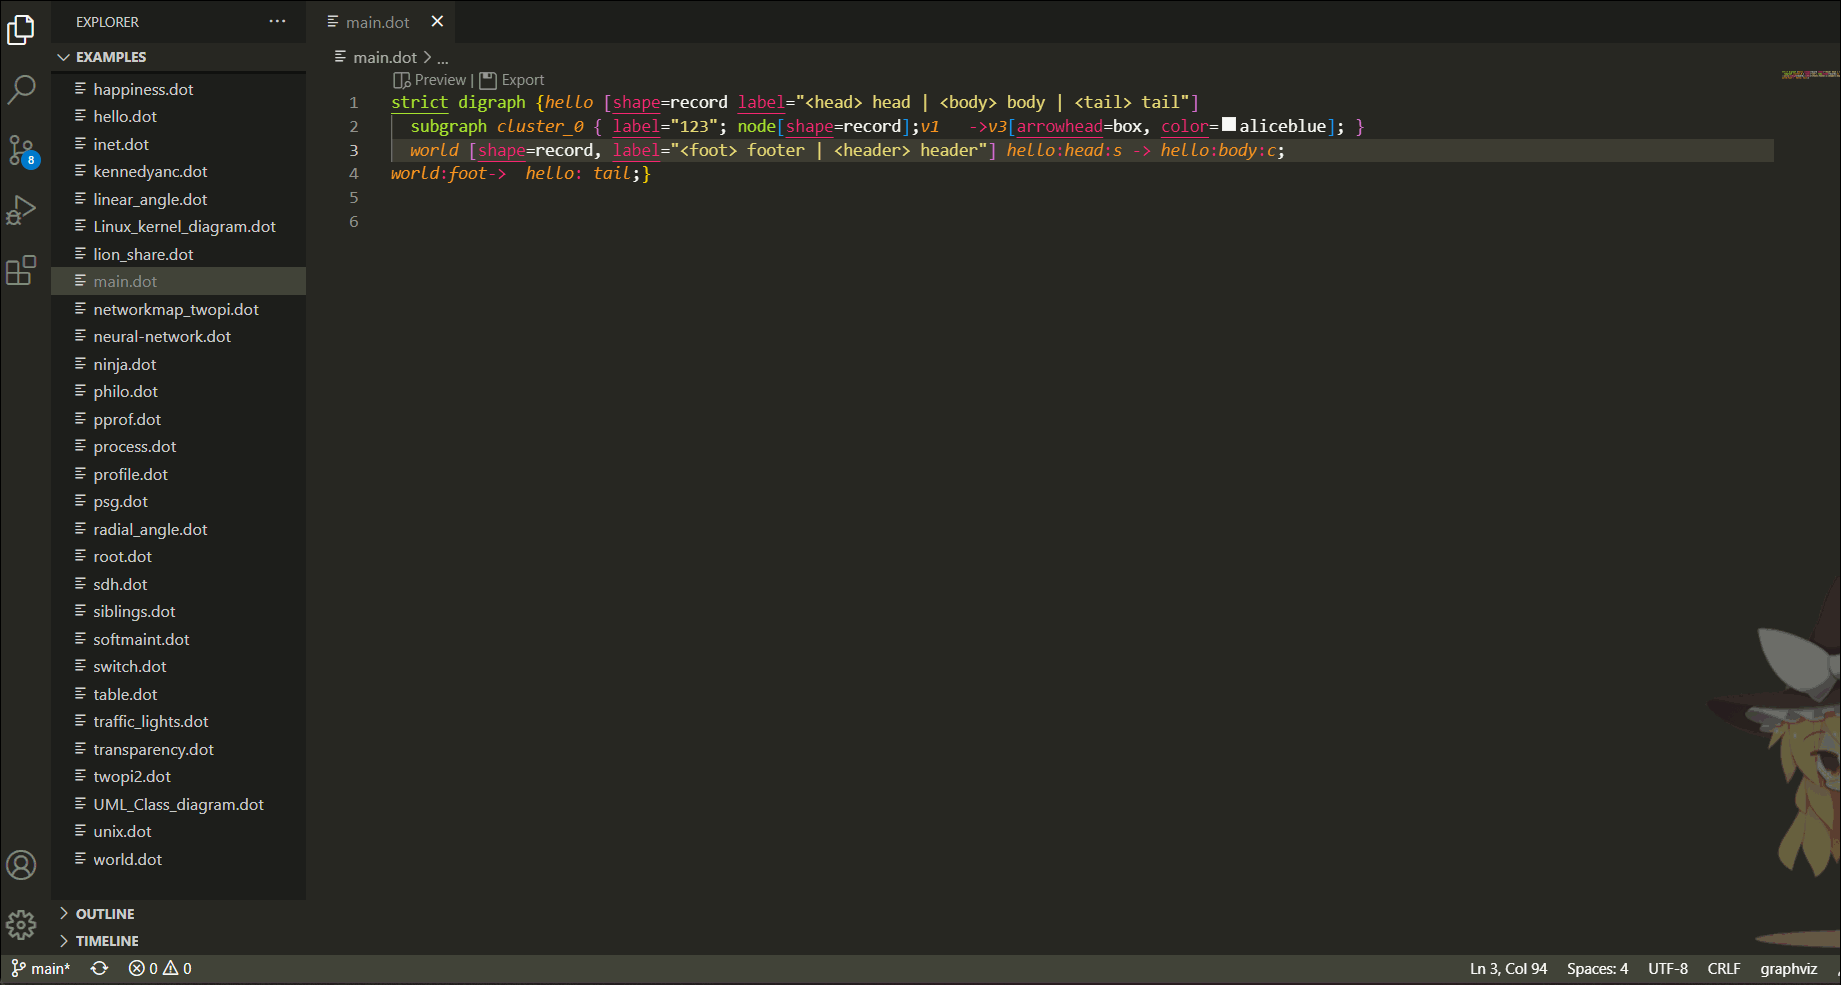 EXPLORER ···
main.dot
EXAMPLES
main.dot > ...
happiness.dot
hello.dot
inet.dot
kennedyanc.dot
linear_angle.dot
Linux_kernel_diagram.dot
lion_share.dot
main.dot
networkmap_twopi.dot
neural-network.dot
ninja.dot
philo.dot
pprof.dot
process.dot
profile.dot
psg.dot
radial_angle.dot
root.dot
sdh.dot
siblings.dot
softmaint.dot
switch.dot
table.dot
traffic_lights.dot
transparency.dot
twopi2.dot
UML_Class_diagram.dot
unix.dot
world.dot
OUTLINE
TIMELINE
8
Preview | Export
1 strict digraph {hello [shape=record label="<head> head | <body> body | <tail> tail"]
2   subgraph cluster_0 { label="123"; node[shape=record];v1   ->v3[arrowhead=box, color=aliceblue]; }
3   world [shape=record, label="<foot> footer | <header> header"] hello:head:s -> hello:body:c;
4 world:foot->  hello: tail;}
5
6
main* 0 0 Ln 3, Col 94 Spaces: 4 UTF-8 CRLF graphviz